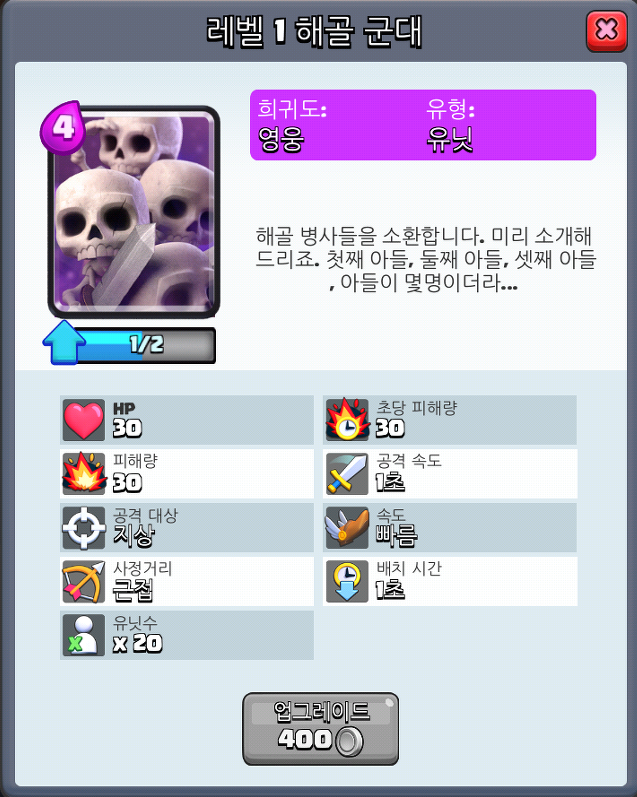 레벨 1 해골 군대
4
희귀도: 유형:
영웅 유닛
해골 병사들을 소환합니다. 미리 소개해
드리죠. 첫째 아들, 둘째 아들, 셋째 아들
, 아들이 몇명이더라...
1/2
HP
30
초당 피해량
30
피해량
30
공격 속도
1초
공격 대상
지상
속도
빠름
사정거리
근접
배치 시간
1초
유닛수
x 20
업그레이드
400